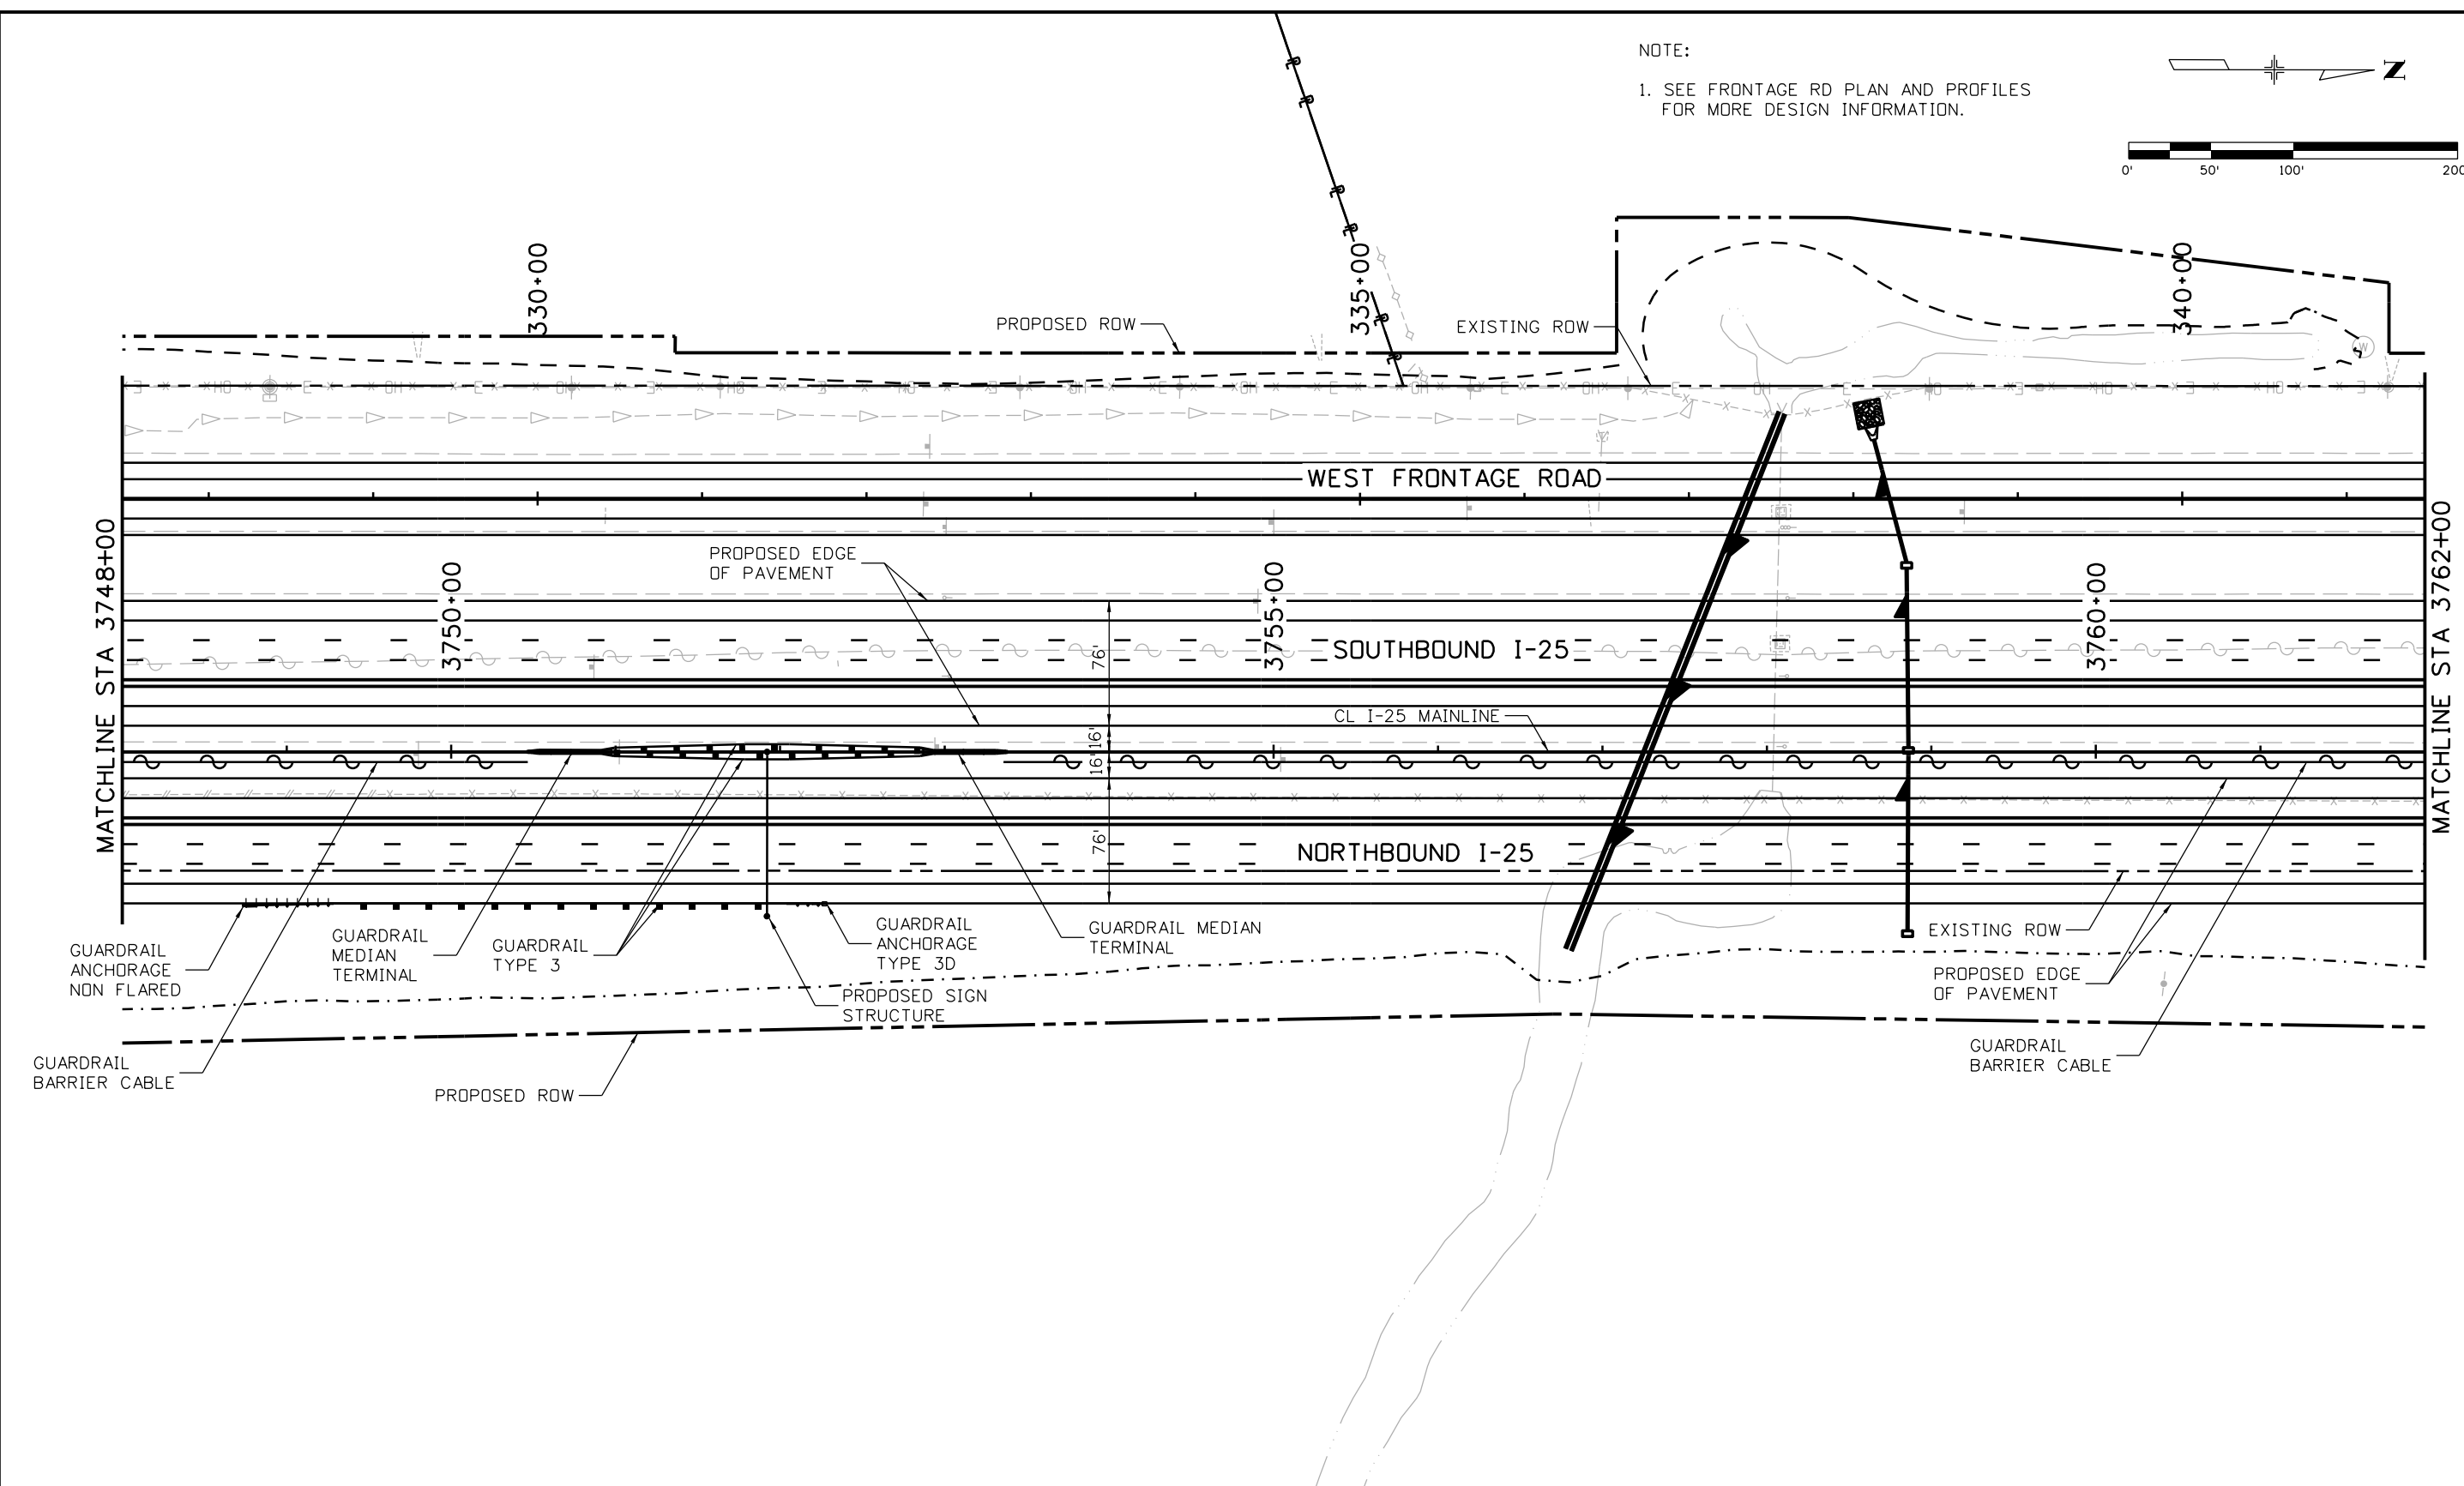 NOTE:
1. SEE FRONTAGE RD PLAN AND PROFILES
FOR MORE DESIGN INFORMATION.
N
0' 50' 100'
330+00
335+00
340+00
PROPOSED ROW
EXISTING ROW
W
WEST FRONTAGE ROAD
MATCHLINE STA 3748+00
MATCHLINE STA 3762+00
PROPOSED EDGE
OF PAVEMENT
3750+00
3755+00
3760+00
76'
SOUTHBOUND I-25
CL I-25 MAINLINE
16'
16'
76'
NORTHBOUND I-25
GUARDRAIL
ANCHORAGE
NON FLARED
GUARDRAIL
MEDIAN
TERMINAL
GUARDRAIL
TYPE 3
GUARDRAIL
ANCHORAGE
TYPE 3D
GUARDRAIL MEDIAN
TERMINAL
EXISTING ROW
PROPOSED EDGE
OF PAVEMENT
PROPOSED SIGN
STRUCTURE
GUARDRAIL
BARRIER CABLE
PROPOSED ROW
GUARDRAIL
BARRIER CABLE